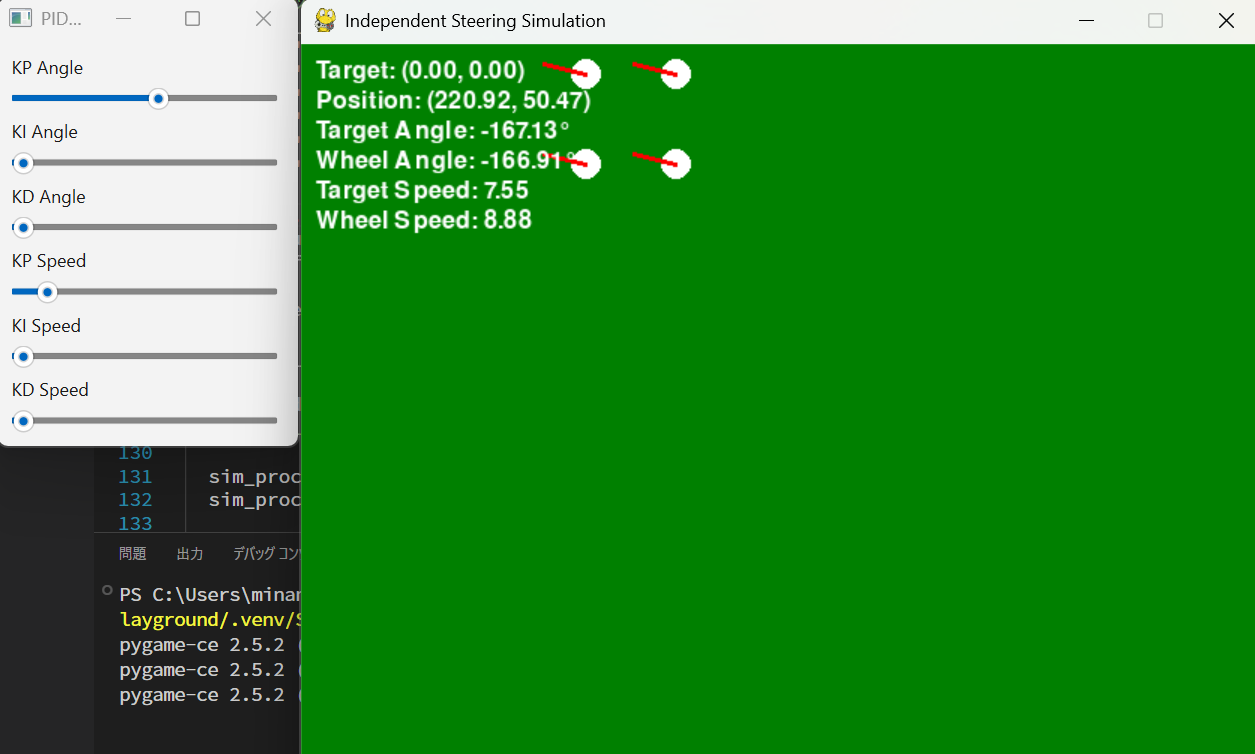 PID...
KP Angle
KI Angle
KD Angle
KP Speed
KI Speed
KD Speed
Independent Steering Simulation
Target: (0.00, 0.00)
Position: (220.92, 50.47)
Target Angle: -167.13°
Wheel Angle: -166.91°
Target Speed: 7.55
Wheel Speed: 8.88
130
131 sim_proc
132 sim_proc
133
問題 出力 デバッグ コン
PS C:\Users\minam
layground/.venv/S
pygame-ce 2.5.2 (
pygame-ce 2.5.2 (
pygame-ce 2.5.2 (